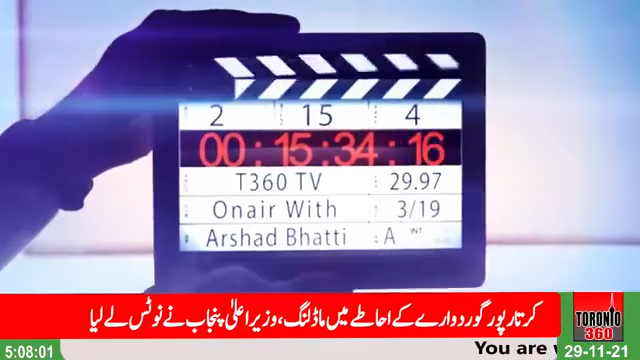 2 15 4
00:15:34:16
T360 TV 29.97
Onair With 3/19
Arshad Bhatti A INT
کرتارپور گوردوارے کے احاطے میں ماڈلنگ، وزیراعلیٰ پنجاب نے نوٹس لے لیا
TORONTO
360
5:08:01
You are
29-11-21